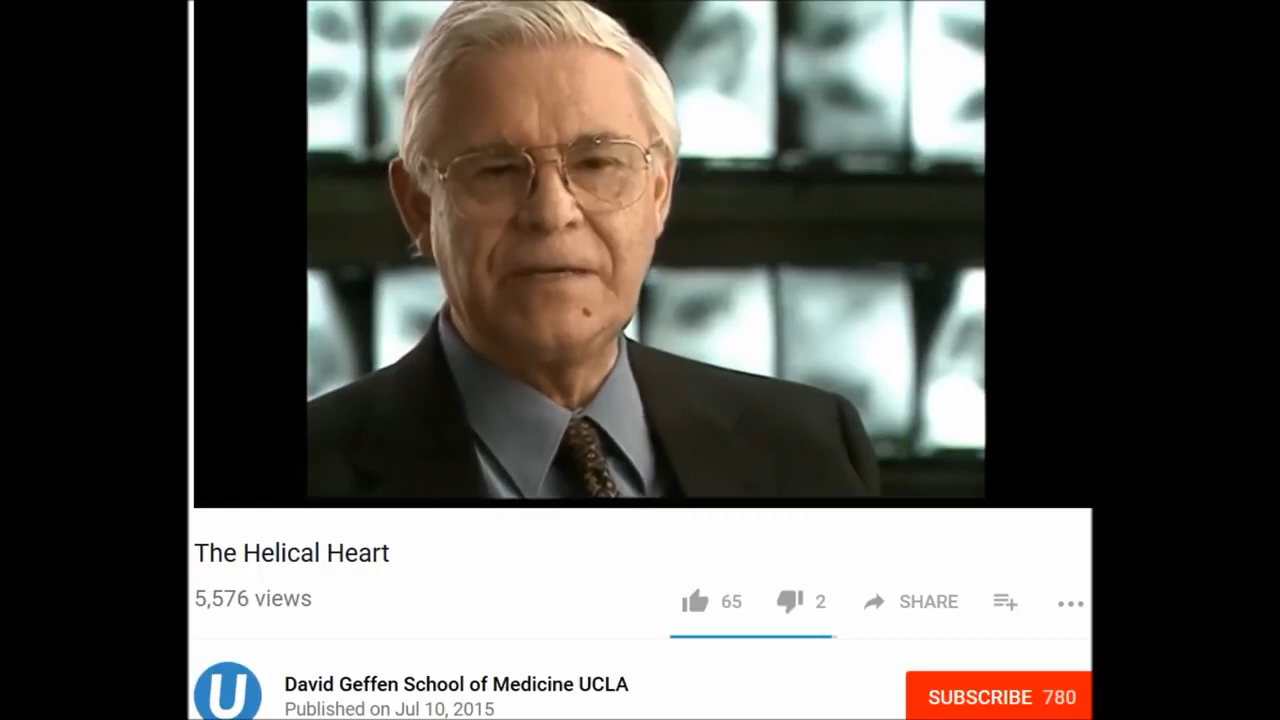 The Helical Heart
5,576 views
65 2 SHARE
U
David Geffen School of Medicine UCLA
Published on Jul 10, 2015
SUBSCRIBE 780